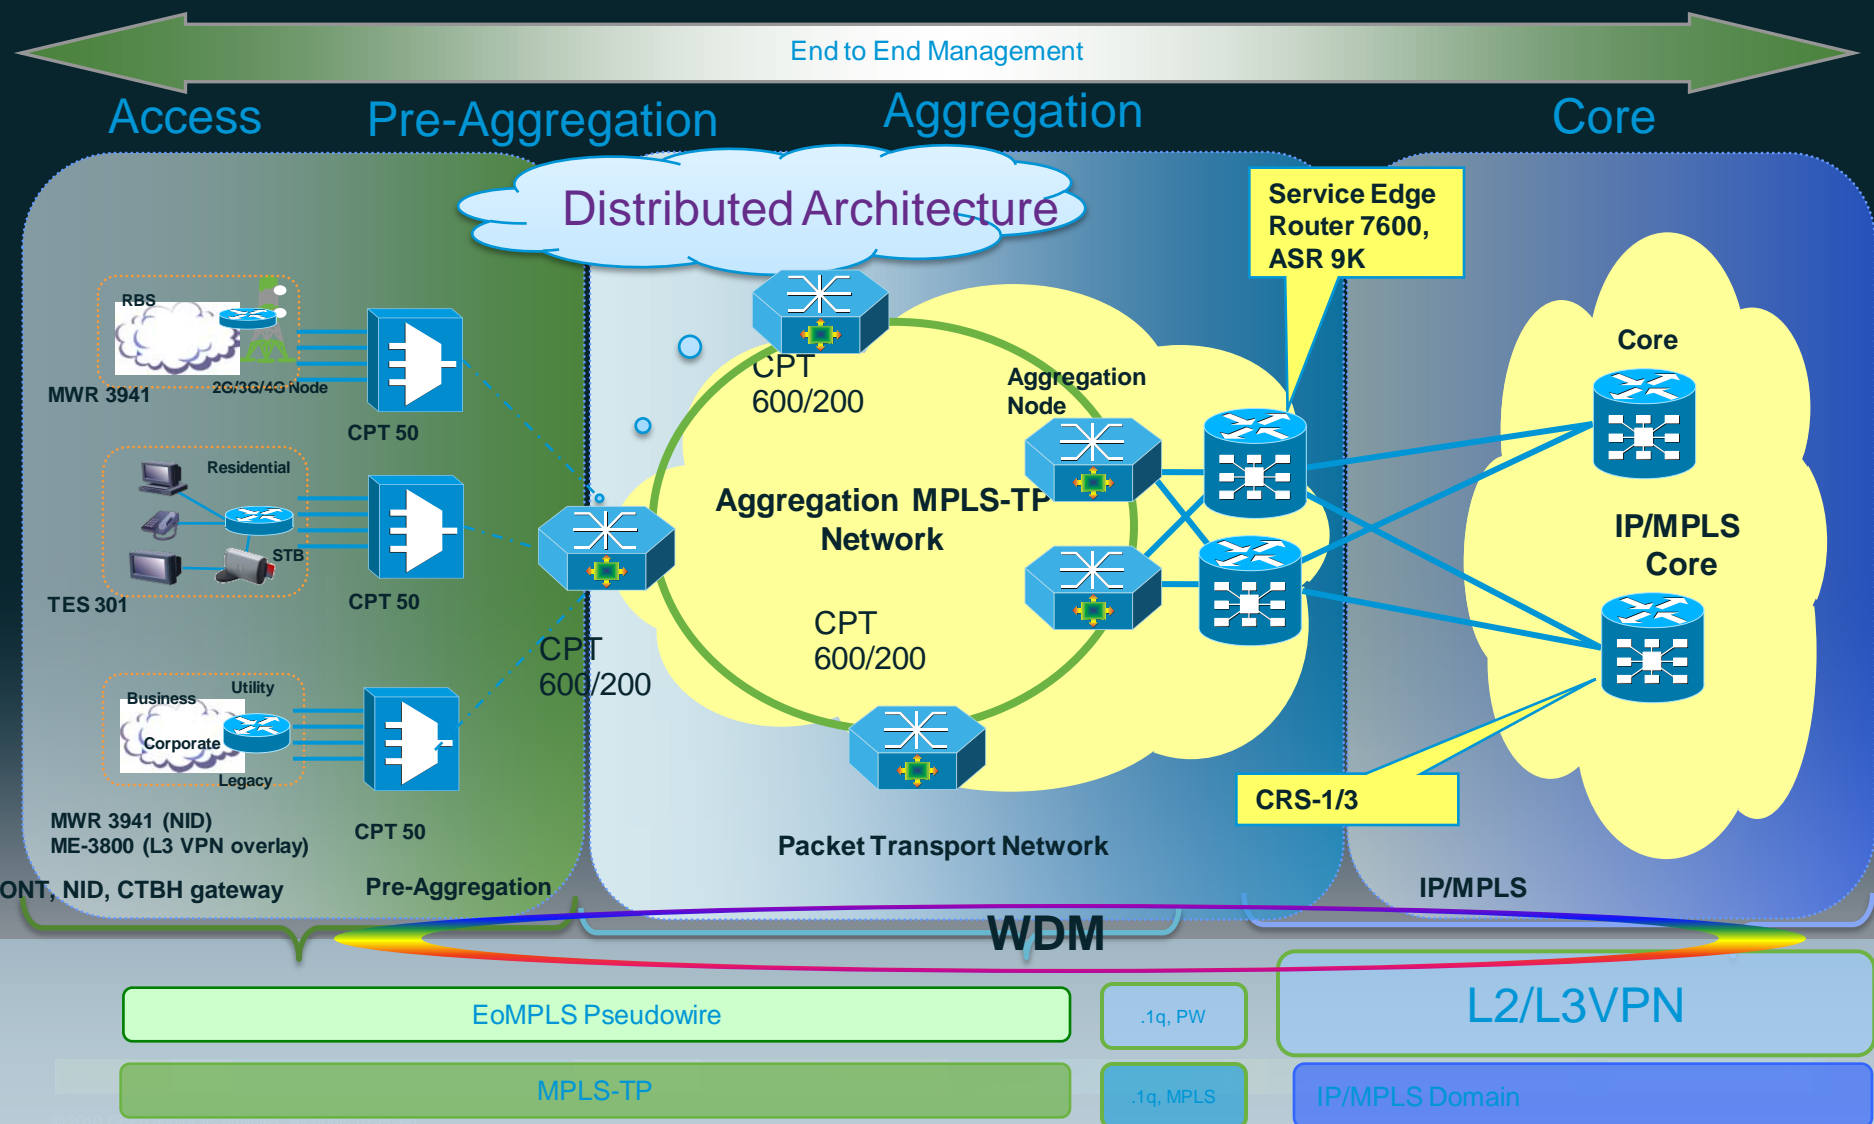 End to End Management
Access
Pre-Aggregation
Aggregation
Core
Distributed Architecture
Service Edge
Router 7600,
ASR 9K
RBS
2G/3G/4G Node
MWR 3941
CPT 50
CPT
600/200
Aggregation
Node
Core
Residential
STB
TES 301
CPT 50
Aggregation MPLS-TP
Network
IP/MPLS
Core
CPT
600/200
CPT
600/200
Utility
Business
Corporate
Legacy
MWR 3941 (NID)
ME-3800 (L3 VPN overlay)
CPT 50
CRS-1/3
Packet Transport Network
ONT, NID, CTBH gateway
Pre-Aggregation
IP/MPLS
WDM
EoMPLS Pseudowire
.1q, PW
L2/L3VPN
MPLS-TP
.1q, MPLS
IP/MPLS Domain